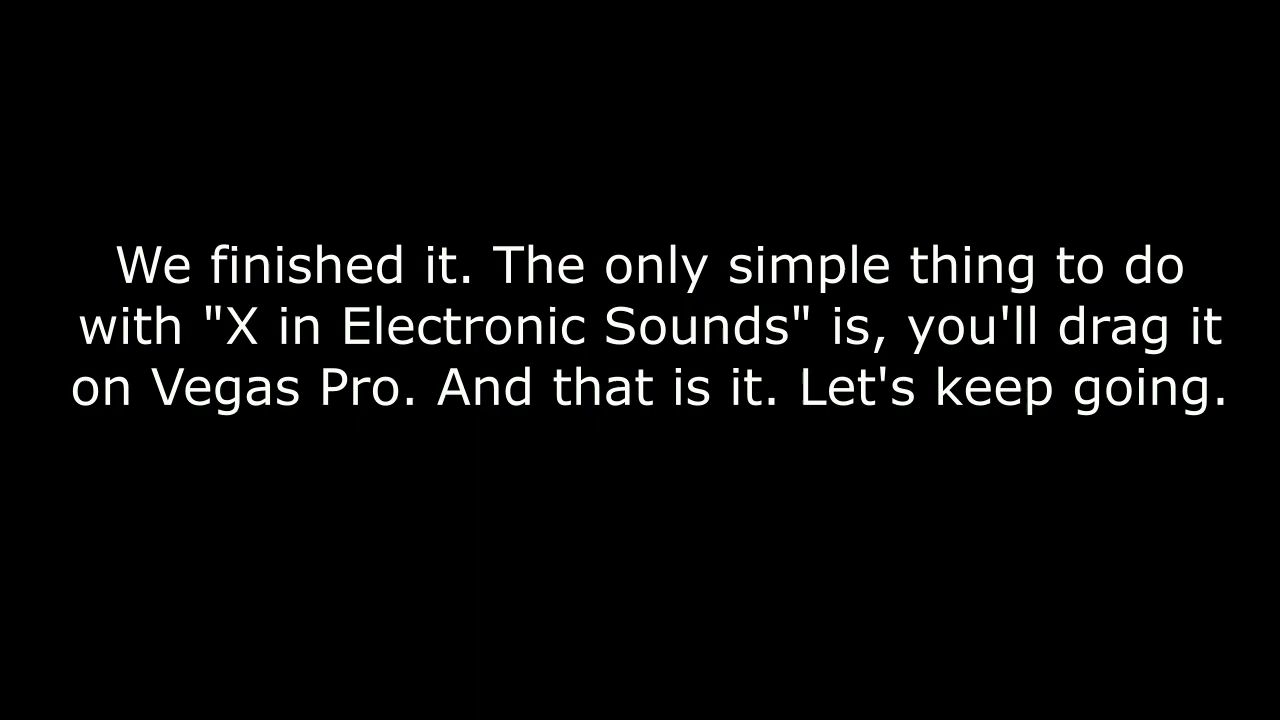 We finished it. The only simple thing to do
with "X in Electronic Sounds" is, you'll drag it
on Vegas Pro. And that is it. Let's keep going.